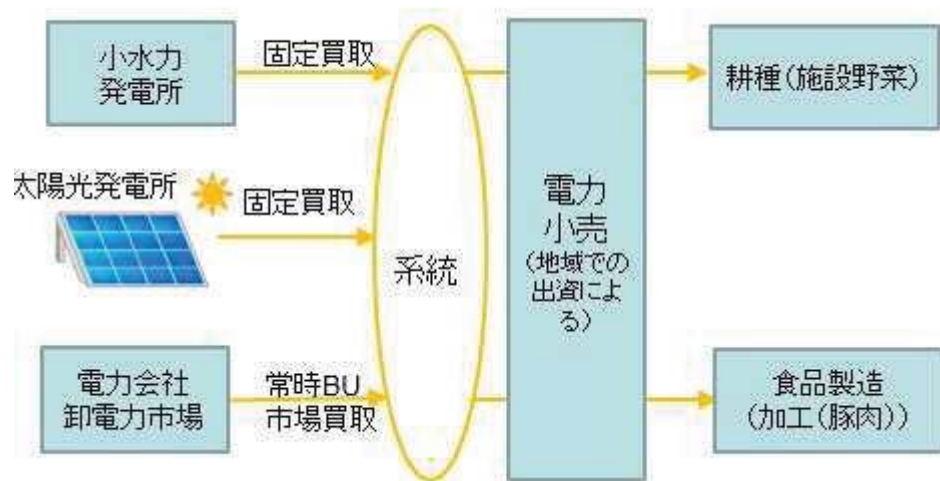 小水力
発電所
固定買取
耕種(施設野菜)
太陽光発電所
固定買取
系統
電力
小売
(地域での
出資によ
る)
電力会社
卸電力市場
常時BU
市場買取
食品製造
(加工(豚肉))